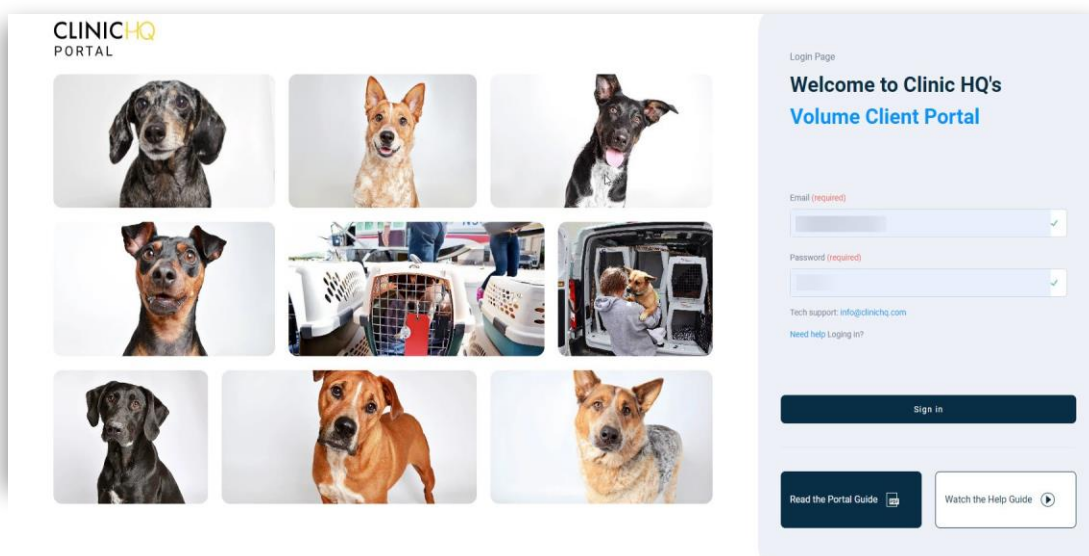 CLINICHQ
PORTAL
Login Page
Welcome to Clinic HQ's
Volume Client Portal
Email (required)
Password (required)
Tech support: info@clinichq.com
Need help Loging in?
Sign in
Read the Portal Guide
Watch the Help Guide